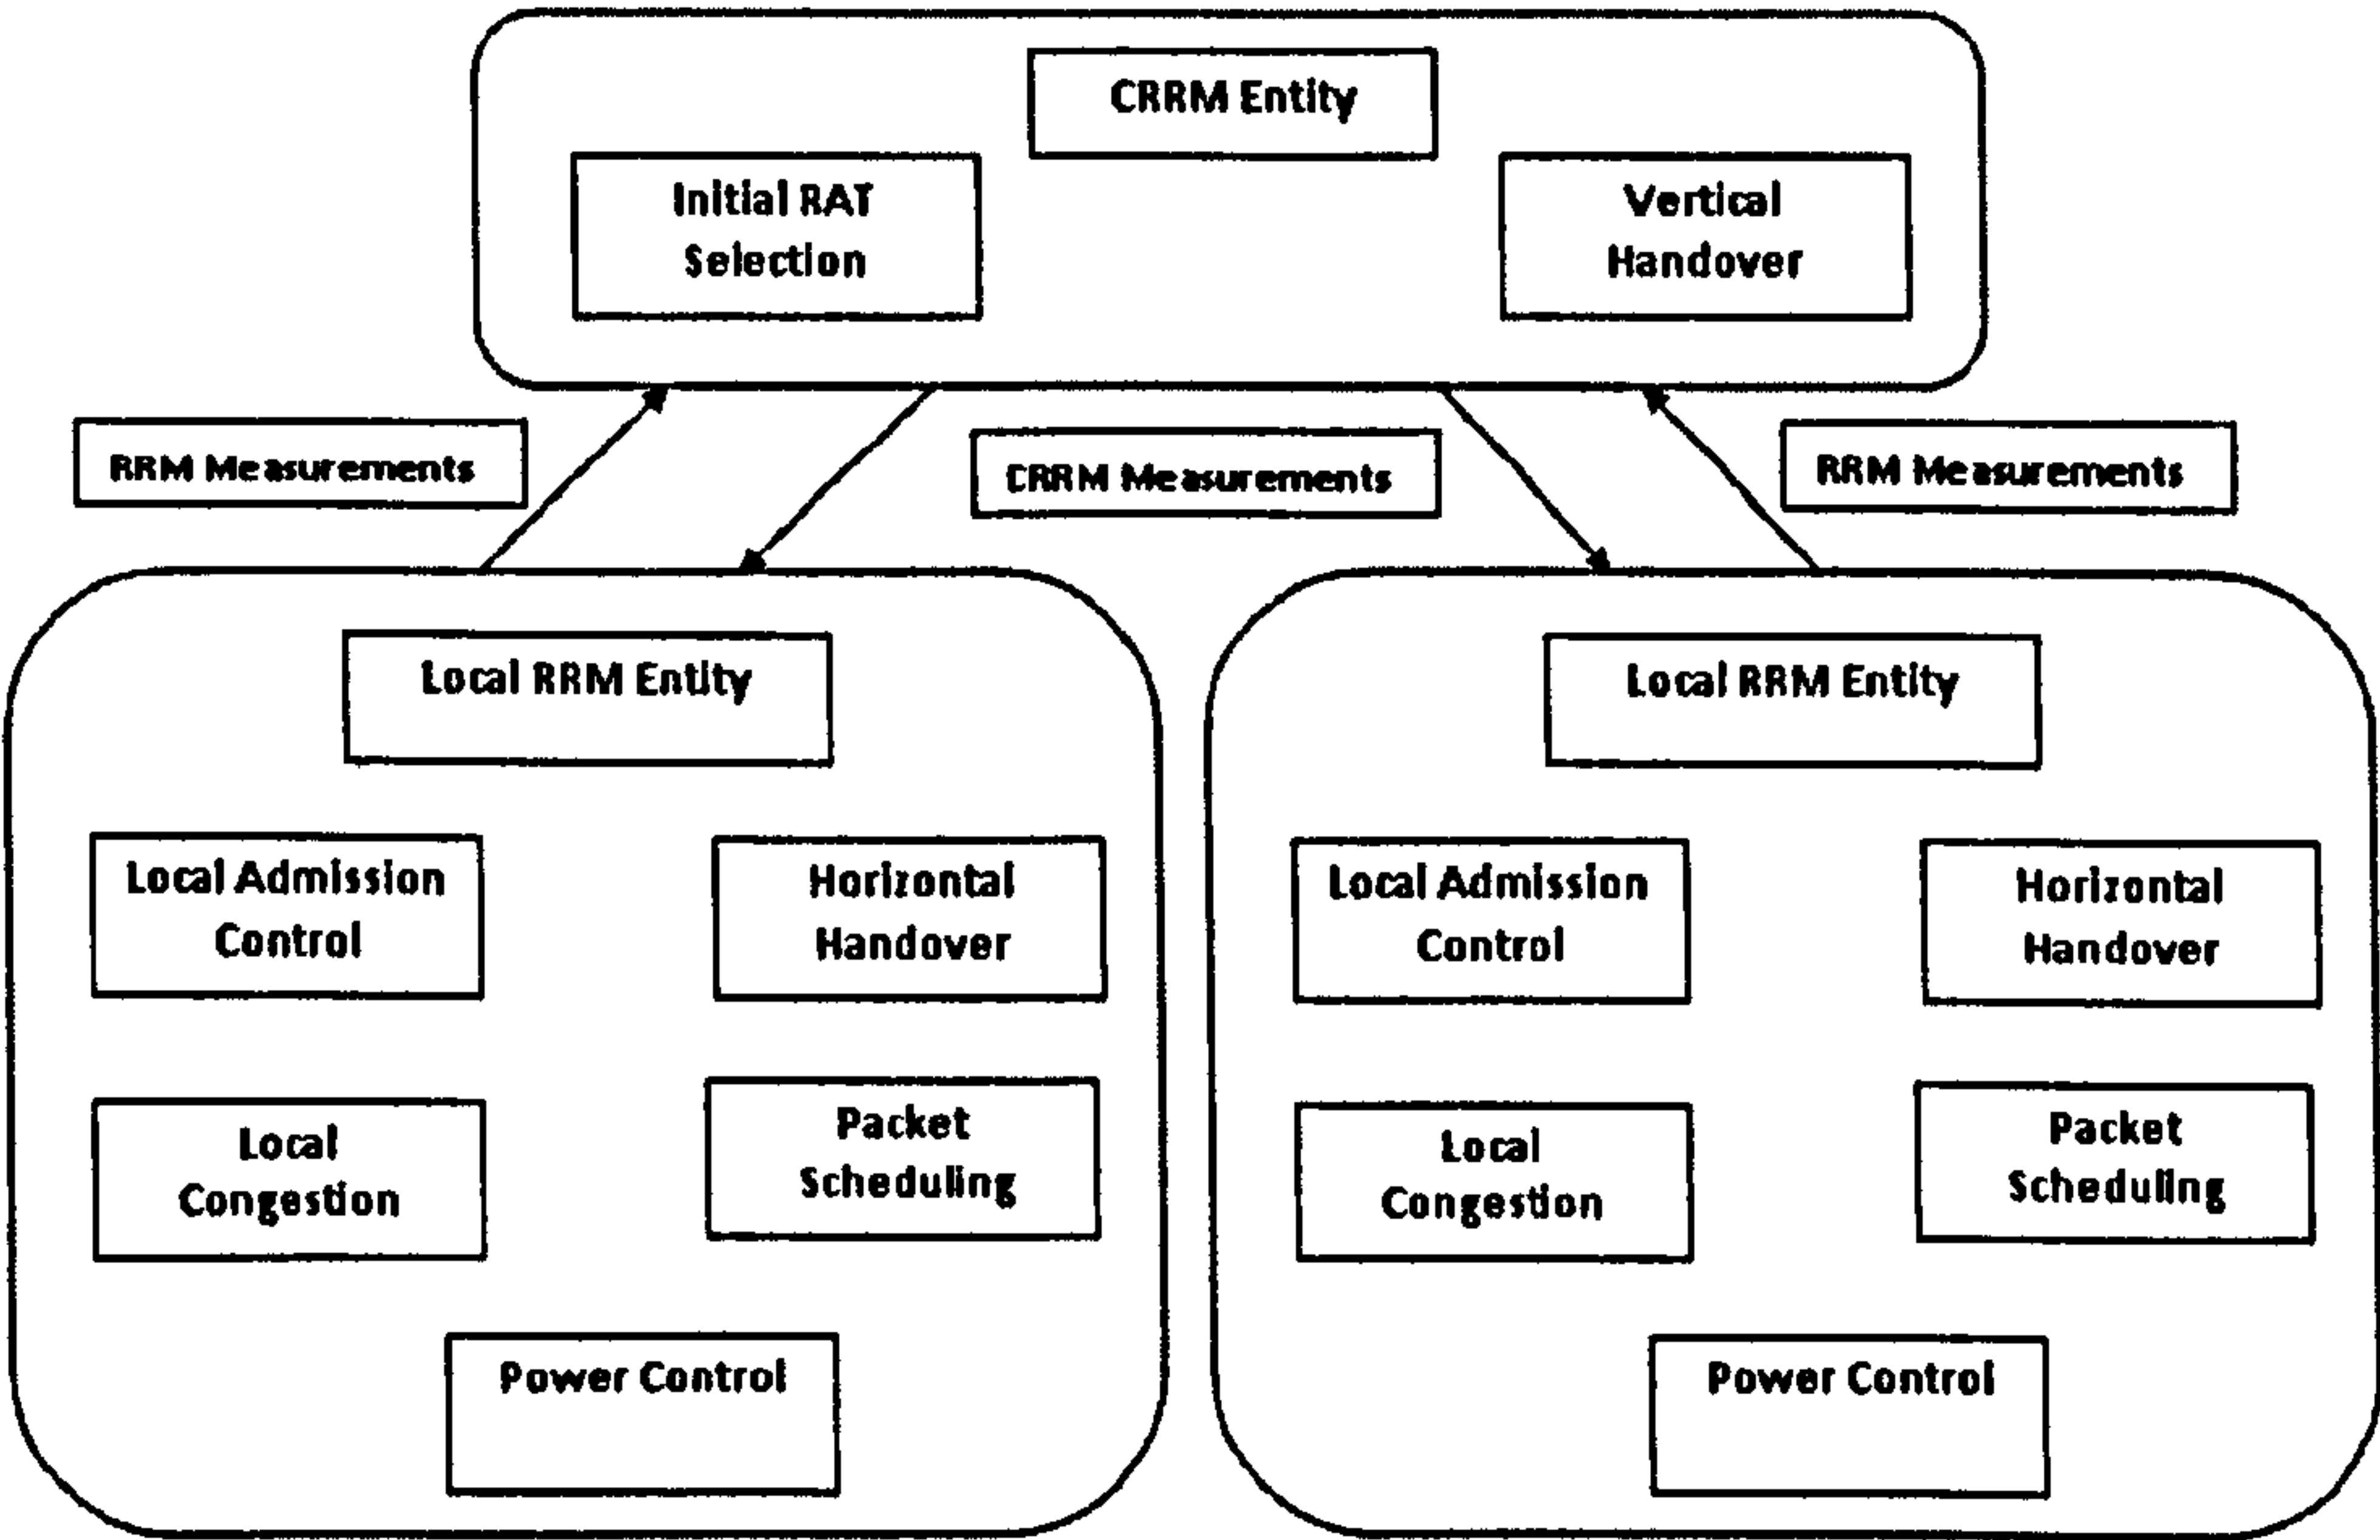 CRRM Entity
Initial RAT
Selection
Vertical
Handover
RRM Measurements
CRRM Measurements
RRM Measurements
Local RRM Entity
Local Admission
Control
Horizontal
Handover
Local
Congestion
Packet
Scheduling
Power Control
Local RRM Entity
Local Admission
Control
Horizontal
Handover
Local
Congestion
Packet
Scheduling
Power Control